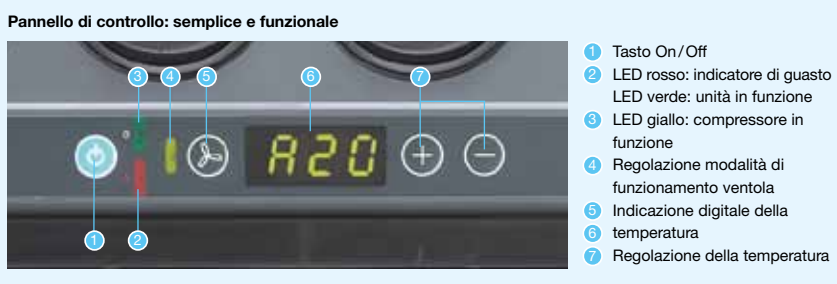 Pannello di controllo: semplice e funzionale
3 4 5 6 7
A20
1 2
1 Tasto On/Off
2 LED rosso: indicatore di guasto
LED verde: unità in funzione
3 LED giallo: compressore in
funzione
4 Regolazione modalità di
funzionamento ventola
5 Indicazione digitale della
6 temperatura
7 Regolazione della temperatura